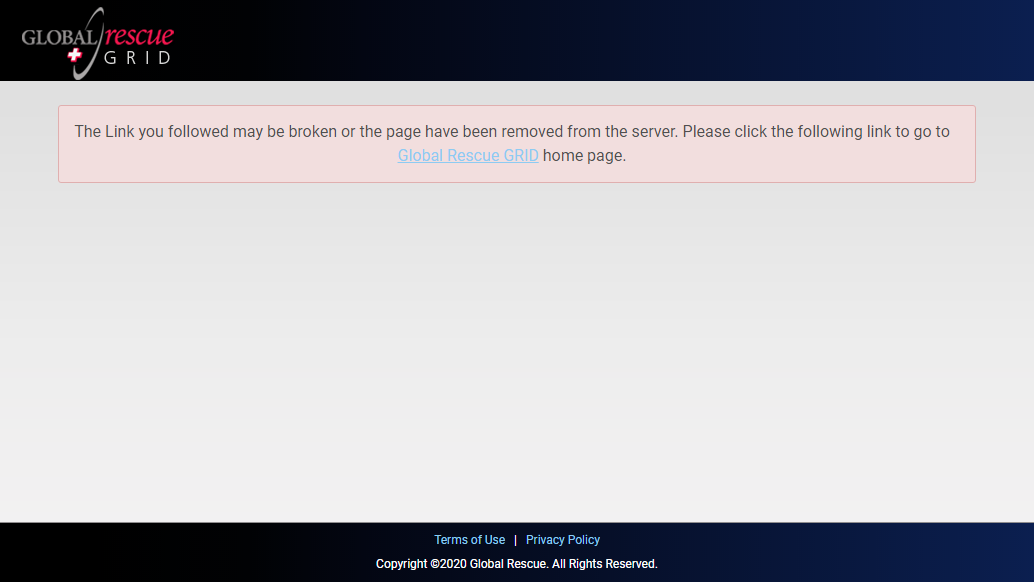 GLOBAL rescue
GRID
The Link you followed may be broken or the page have been removed from the server. Please click the following link to go to
Global Rescue GRID home page.
Terms of Use | Privacy Policy
Copyright ©2020 Global Rescue. All Rights Reserved.